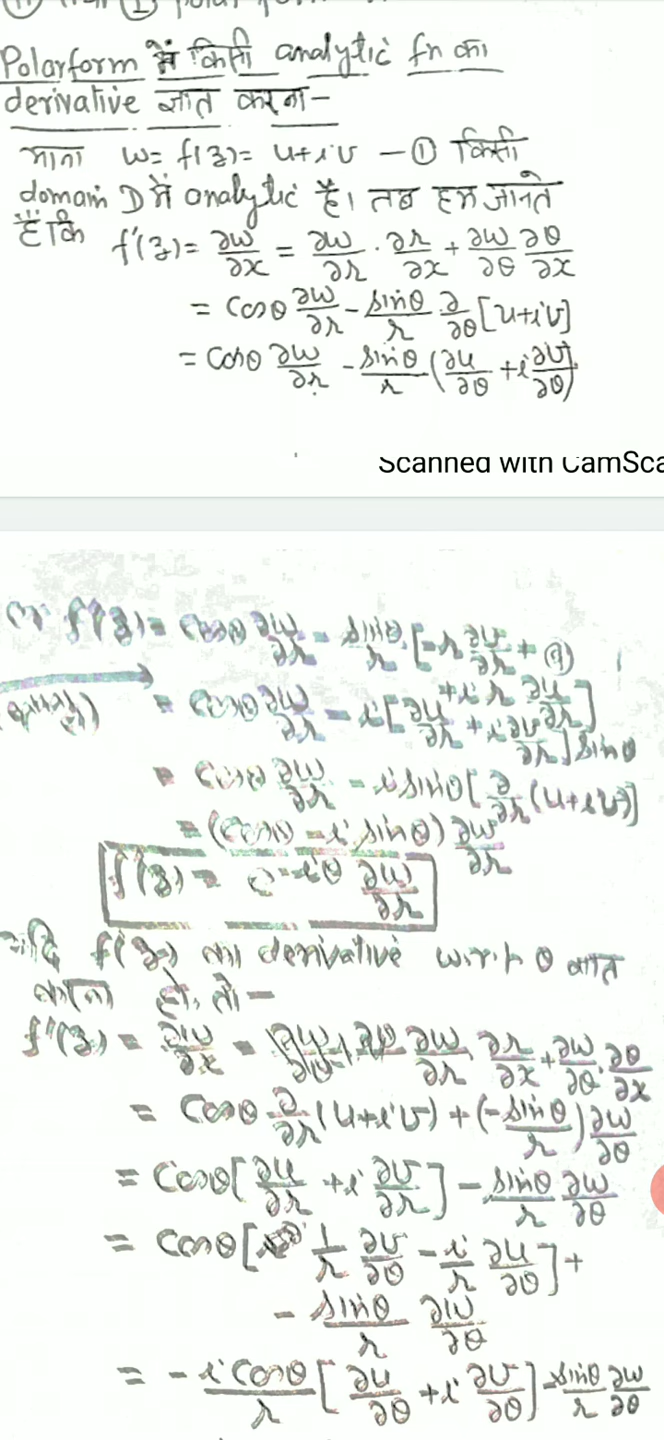 Polarform में किसी analytic fn का
derivative ज्ञात करना-
माना w= f(z)= u+iv -① किसी
domain D में analytic है। तब हम जानते
हैं कि f'(z)= ∂w/∂x = ∂w/∂r . ∂r/∂x + ∂w/∂θ ∂θ/∂x
= cosθ ∂w/∂r - sinθ/r ∂/∂θ [u+iv]
= cosθ ∂w/∂r - sinθ/r (∂u/∂θ + i ∂v/∂θ)
Scanned with CamSca
f'(z)= cosθ ∂w/∂r - sinθ/r [-r ∂v/∂r +
+ i r ∂u/∂r]
= cosθ ∂w/∂r - i[∂u/∂r + i ∂v/∂r] sinθ
= cosθ ∂w/∂r - i sinθ[∂/∂r (u+iv)]
= (cosθ - i sinθ) ∂w/∂r
f'(z) = e^-iθ ∂w/∂r
यदि f(z) का derivative w.r.t θ ज्ञात
करना हो, तो -
f'(z) = ∂w/∂x = ∂w/∂r . ∂r/∂x + ∂w/∂θ . ∂θ/∂x
= cosθ ∂/∂r (u+iv) + (-sinθ/r) ∂w/∂θ
= cosθ[∂u/∂r + i ∂v/∂r] - sinθ/r ∂w/∂θ
= cosθ[1/r ∂v/∂θ - i/r ∂u/∂θ] +
- sinθ/r ∂w/∂θ
= - i cosθ/r [∂u/∂θ + i ∂v/∂θ] - sinθ/r ∂w/∂θ